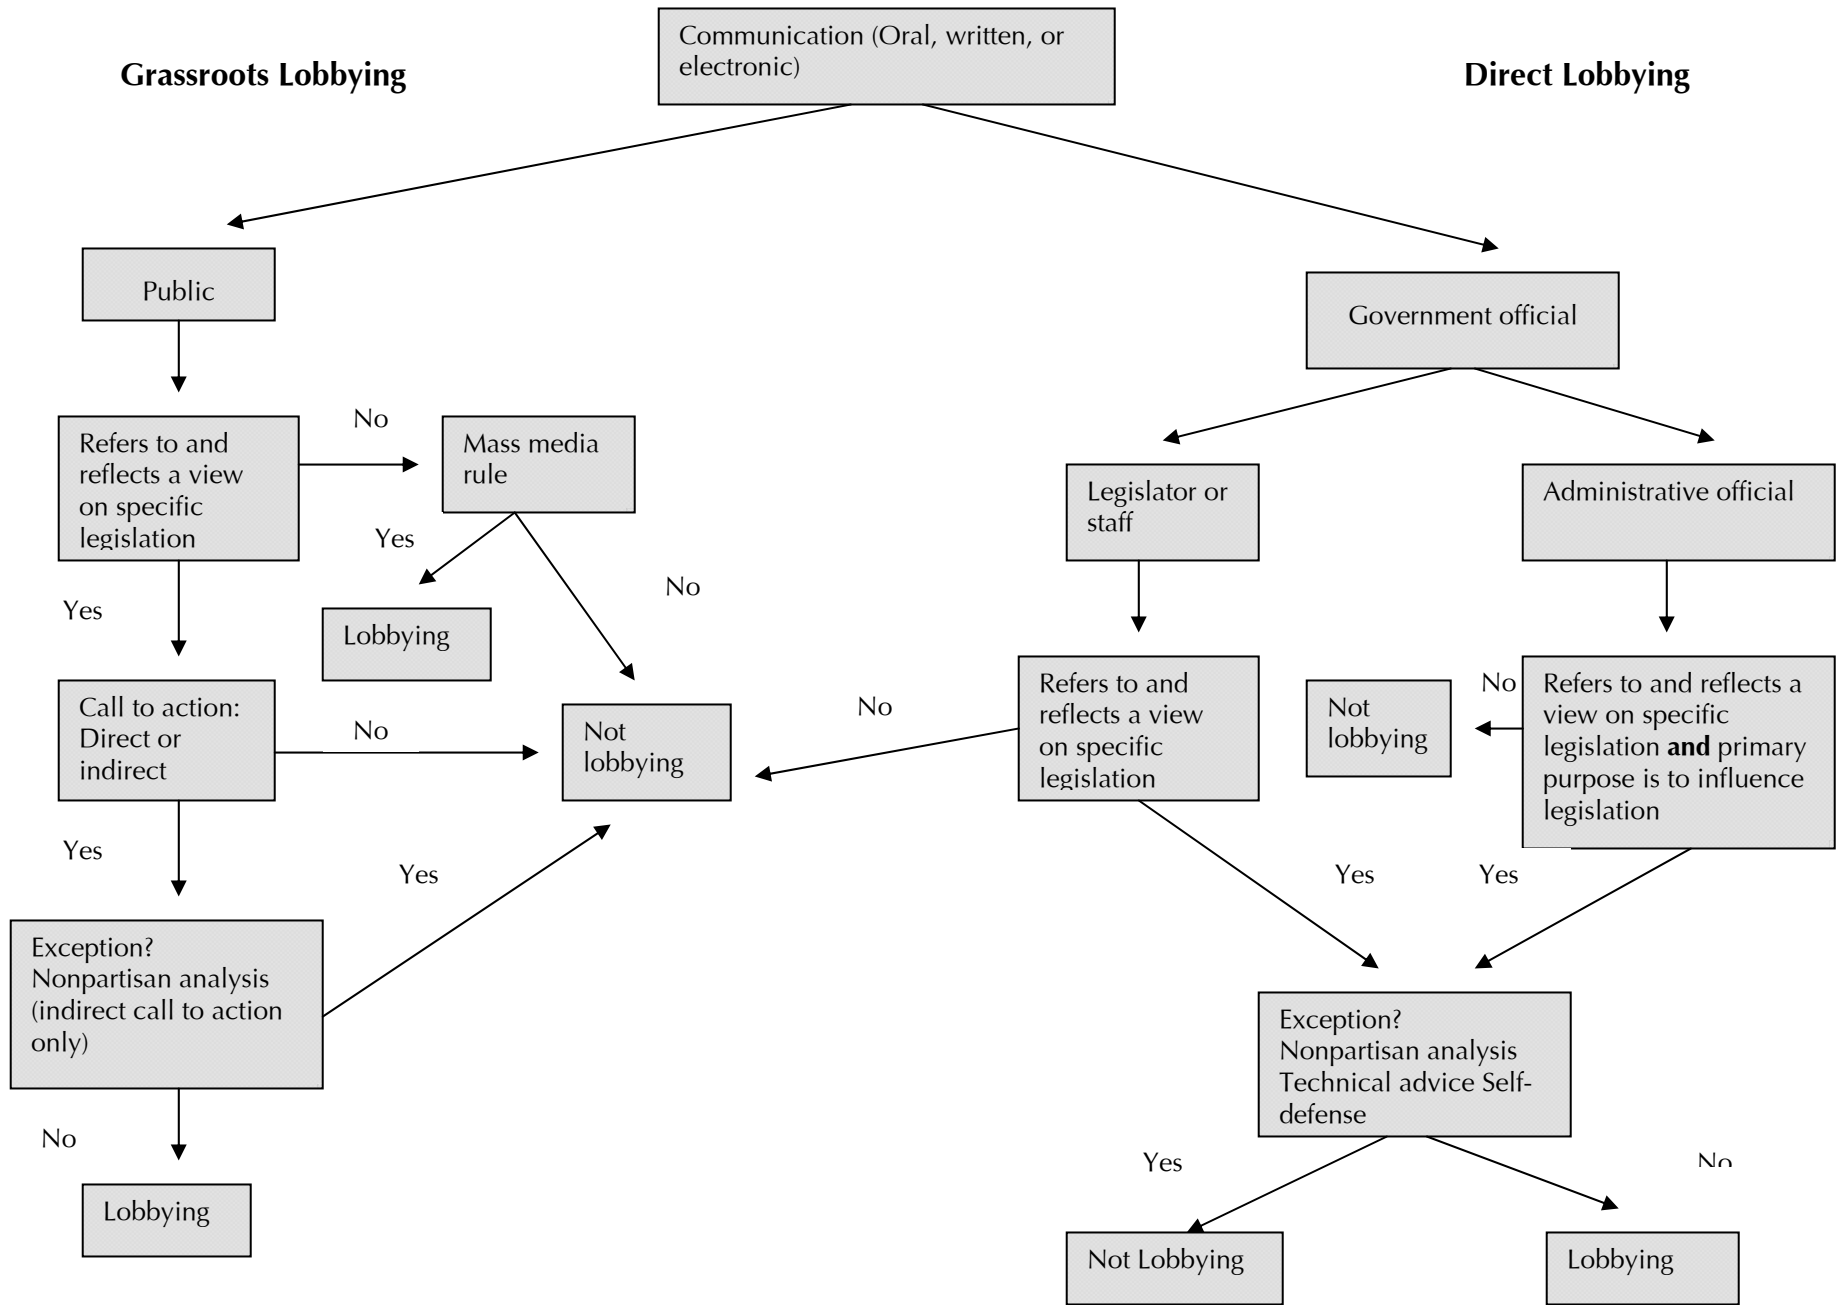 Communication (Oral, written, or
electronic)
Grassroots Lobbying
Direct Lobbying
Public
Government official
Refers to and
reflects a view
on specific
legislation
No
Mass media
rule
Legislator or
staff
Administrative official
Yes
No
Yes
Lobbying
Call to action:
Direct or
indirect
No
Not
lobbying
No
Refers to and
reflects a view
on specific
legislation
Not
lobbying
No
Refers to and reflects a
view on specific
legislation and primary
purpose is to influence
legislation
Yes
Yes
Yes
Yes
Exception?
Nonpartisan analysis
(indirect call to action
only)
Exception?
Nonpartisan analysis
Technical advice Self-
defense
No
Yes
No
Lobbying
Not Lobbying
Lobbying